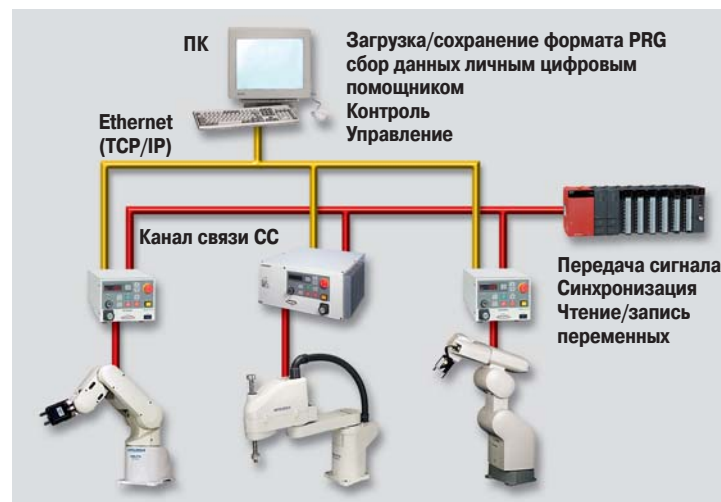 ПК
Загрузка/сохранение формата PRG
сбор данных личным цифровым
помощником
Контроль
Управление
Ethernet
(TCP/IP)
Канал связи CC
Передача сигнала
Синхронизация
Чтение/запись
переменных